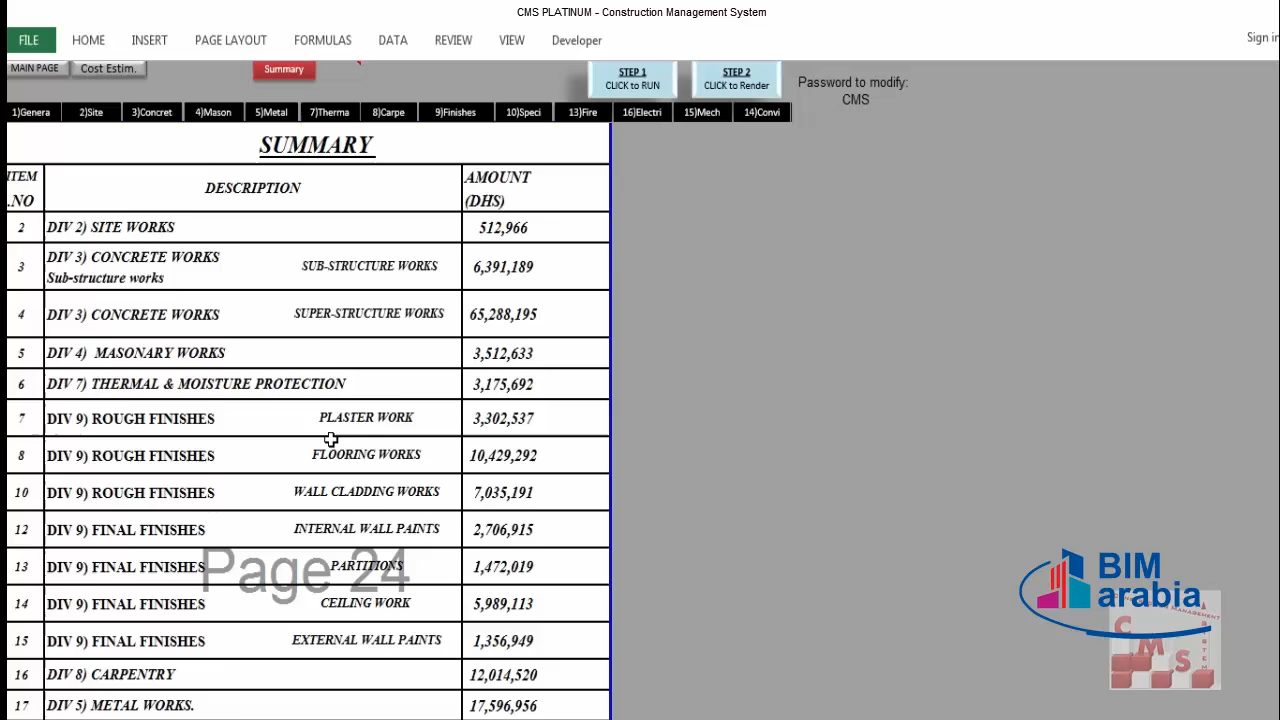 CMS PLATINUM - Construction Management System
FILE HOME INSERT PAGE LAYOUT FORMULAS DATA REVIEW VIEW Developer Sign in
MAIN PAGE Cost Estim. Summary STEP 1 CLICK to RUN STEP 2 CLICK to Render Password to modify: CMS
1)Genera 2)Site 3)Concret 4)Mason 5)Metal 7)Therma 8)Carpe 9)Finishes 10)Speci 13)Fire 16)Electri 15)Mech 14)Convi
SUMMARY
ITEM .NO DESCRIPTION AMOUNT (DHS)
2 DIV 2) SITE WORKS 512,966
3 DIV 3) CONCRETE WORKS Sub-structure works SUB-STRUCTURE WORKS 6,391,189
4 DIV 3) CONCRETE WORKS SUPER-STRUCTURE WORKS 65,288,195
5 DIV 4) MASONARY WORKS 3,512,633
6 DIV 7) THERMAL & MOISTURE PROTECTION 3,175,692
7 DIV 9) ROUGH FINISHES PLASTER WORK 3,302,537
8 DIV 9) ROUGH FINISHES FLOORING WORKS 10,429,292
10 DIV 9) ROUGH FINISHES WALL CLADDING WORKS 7,035,191
12 DIV 9) FINAL FINISHES INTERNAL WALL PAINTS 2,706,915
13 DIV 9) FINAL FINISHES PARTITIONS 1,472,019
Page 24
14 DIV 9) FINAL FINISHES CEILING WORK 5,989,113
15 DIV 9) FINAL FINISHES EXTERNAL WALL PAINTS 1,356,949
16 DIV 8) CARPENTRY 12,014,520
17 DIV 5) METAL WORKS. 17,596,956
BIM
arabia
CMS